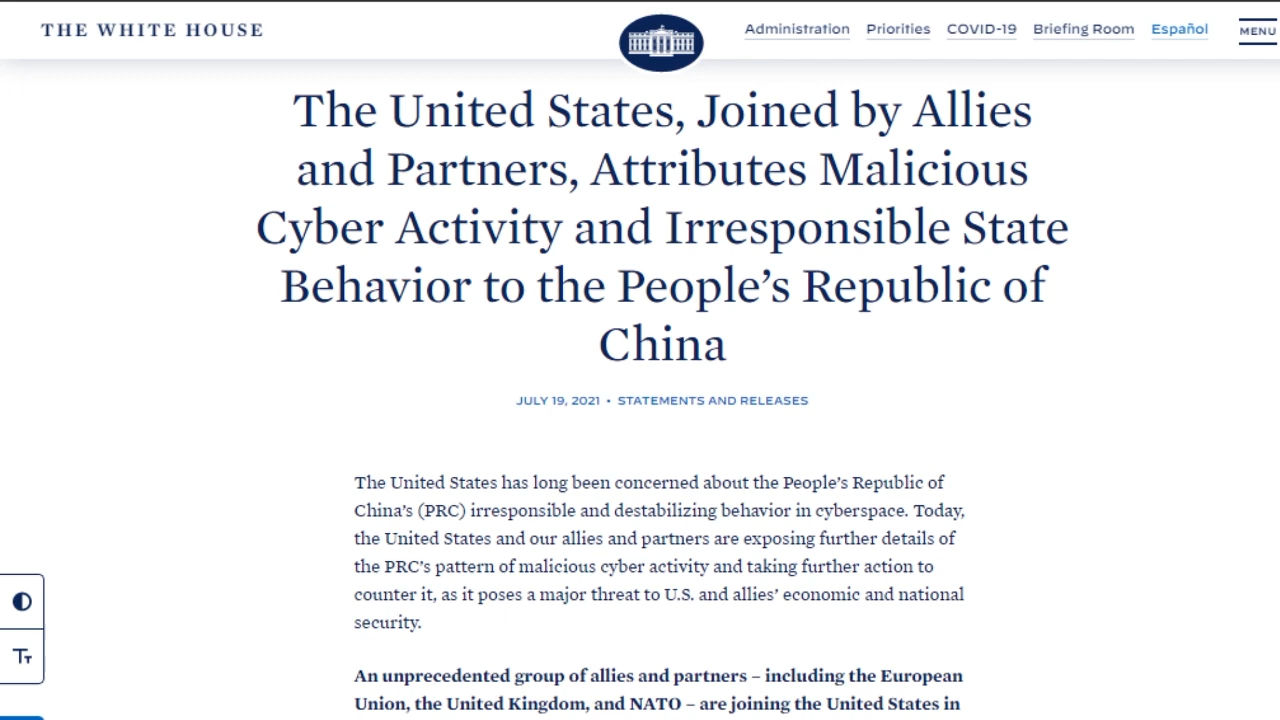 THE WHITE HOUSE
Administration Priorities COVID-19 Briefing Room Español MENU
The United States, Joined by Allies
and Partners, Attributes Malicious
Cyber Activity and Irresponsible State
Behavior to the People’s Republic of
China
JULY 19, 2021 • STATEMENTS AND RELEASES
The United States has long been concerned about the People’s Republic of
China’s (PRC) irresponsible and destabilizing behavior in cyberspace. Today,
the United States and our allies and partners are exposing further details of
the PRC’s pattern of malicious cyber activity and taking further action to
counter it, as it poses a major threat to U.S. and allies’ economic and national
security.
An unprecedented group of allies and partners – including the European
Union, the United Kingdom, and NATO – are joining the United States in
TT